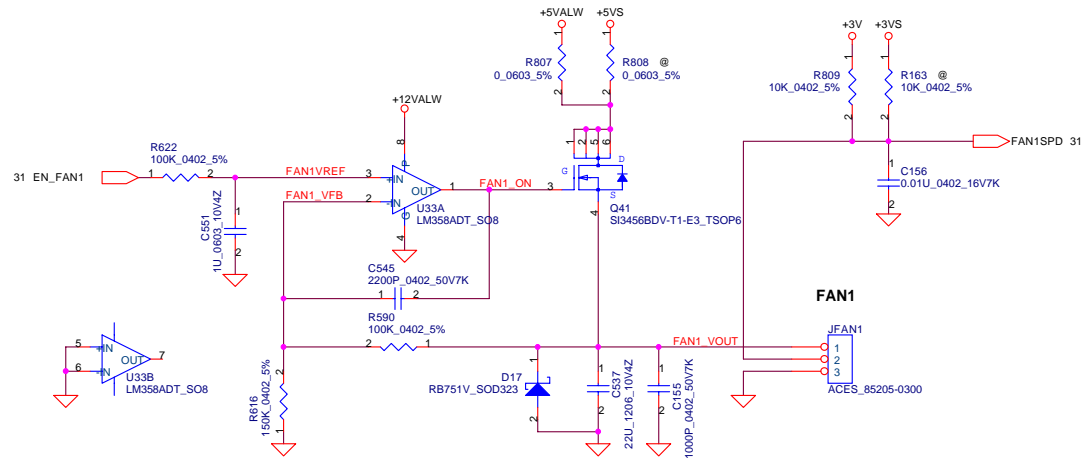 +5VALW
+5VS
+3V
+3VS
1
1
R807
0_0603_5%
R808 @
0_0603_5%
2
2
1
1
R809
10K_0402_5%
R163 @
10K_0402_5%
2
2
+12VALW
8
1
2
5
6
D
G
S
FAN1SPD 31
R622
100K_0402_5%
31 EN_FAN1
1
2
FAN1VREF
3
+IN
P
OUT
1
FAN1_ON
3
FAN1_VFB
2
-IN
G
U33A
LM358ADT_SO8
4
4
Q41
SI3456BDV-T1-E3_TSOP6
1
C156
0.01U_0402_16V7K
2
1
C551
1U_0603_10V4Z
2
C545
2200P_0402_50V7K
1
2
FAN1
R590
100K_0402_5%
2
1
FAN1_VOUT
JFAN1
1
2
3
ACES_85205-0300
5
+IN
6
-IN
OUT
7
U33B
LM358ADT_SO8
2
R616
150K_0402_5%
1
1
D17
RB751V_SOD323
2
1
C537
22U_1206_10V4Z
2
1
C155
1000P_0402_50V7K
2